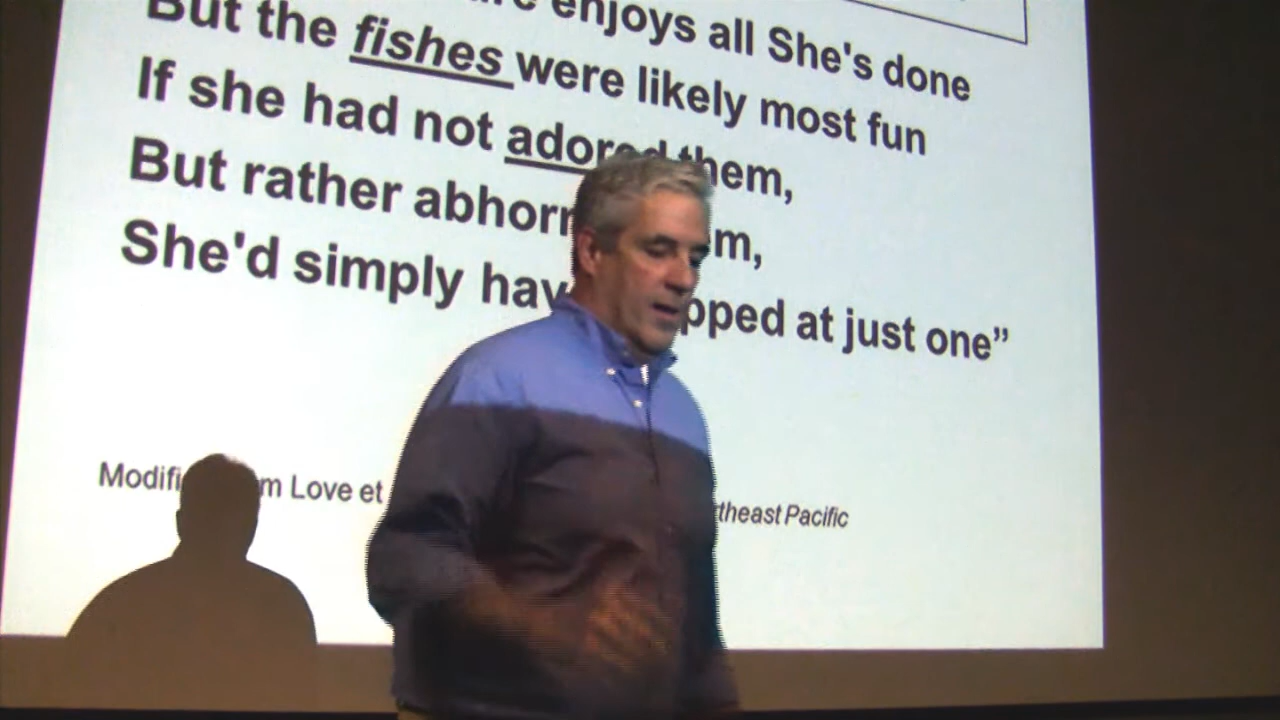 enjoys all She's done
But the fishes were likely most fun
If she had not adored them,
But rather abhor
She'd simply hav pped at just one”
Modifi m Love et theast Pacific